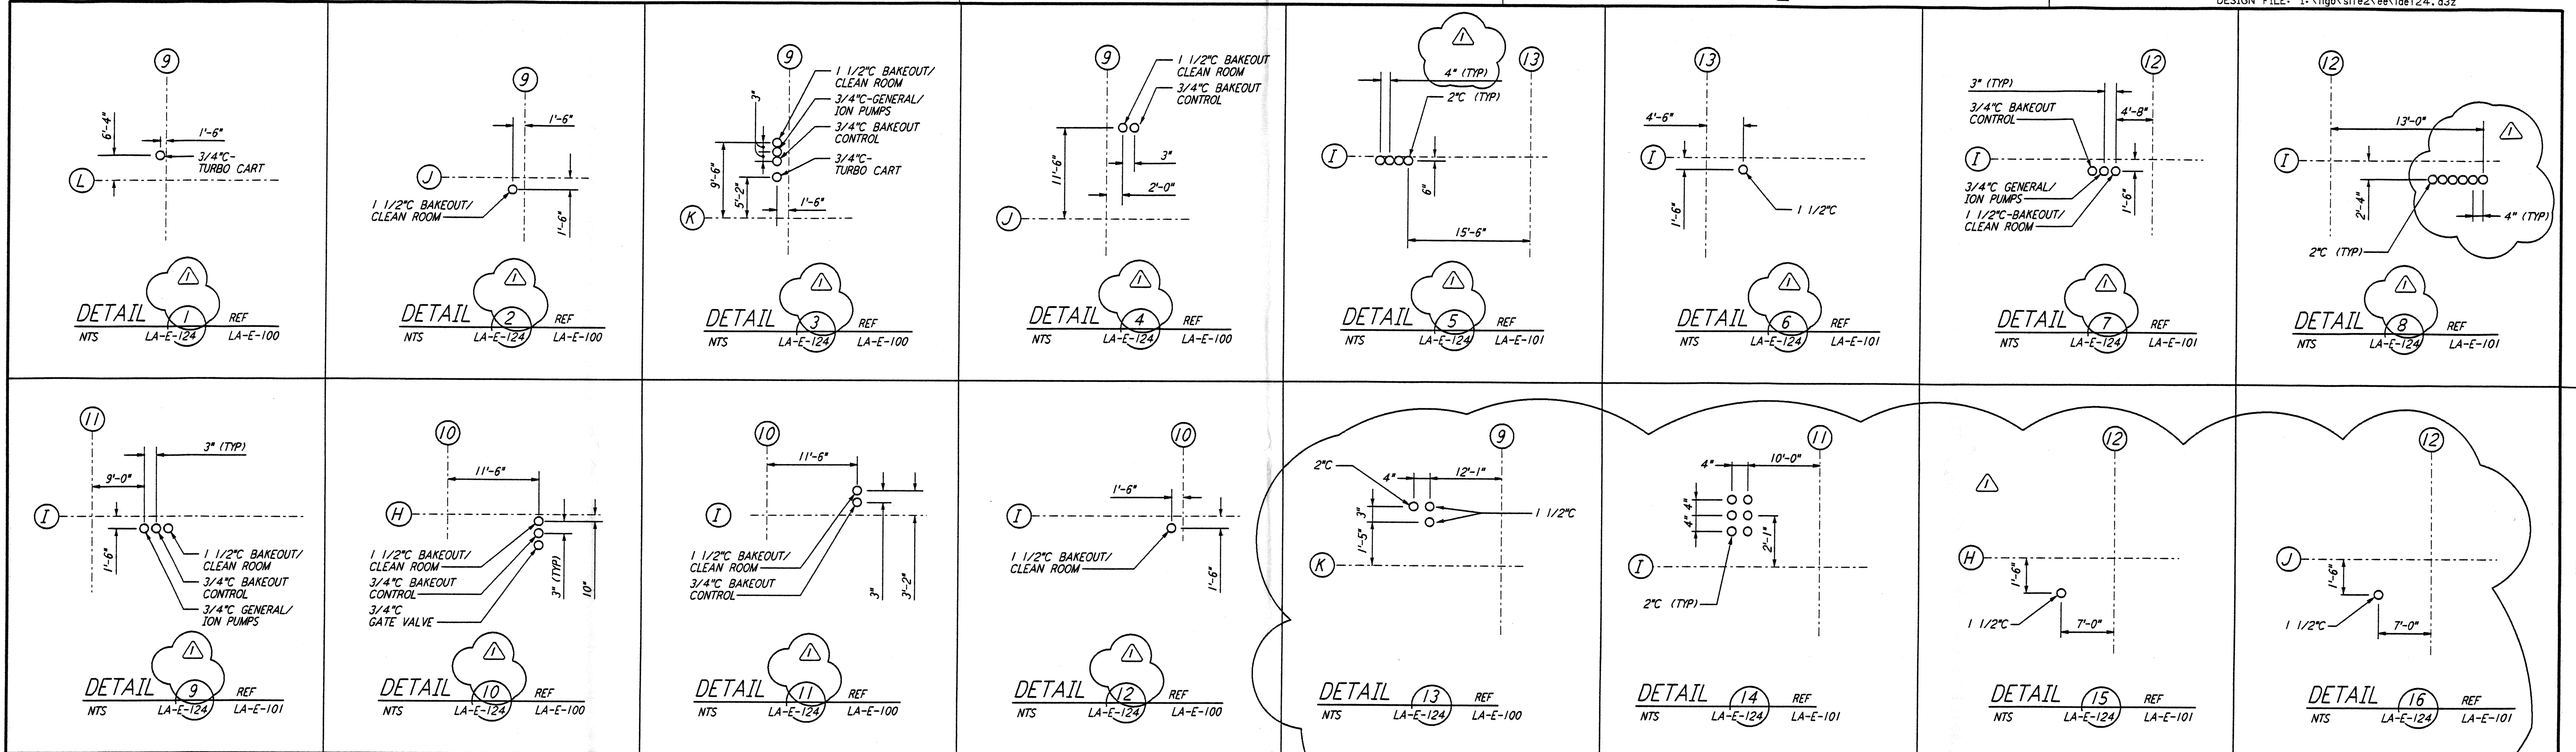 DESIGN FILE: I:\ligo\site2\ee\lae124.d3z
9
6'-4"
1'-6"
3/4"C-
TURBO CART
L
1
DETAIL 1 REF
NTS LA-E-124 LA-E-100
9
1'-6"
J
1 1/2"C BAKEOUT/
CLEAN ROOM
1'-6"
1
DETAIL 2 REF
NTS LA-E-124 LA-E-100
9
1 1/2"C BAKEOUT/
CLEAN ROOM
3/4"C-GENERAL/
ION PUMPS
3/4"C BAKEOUT
CONTROL
3/4"C-
TURBO CART
3"
9'-6"
5'-2"
1'-6"
K
1
DETAIL 3 REF
NTS LA-E-124 LA-E-100
9
1 1/2"C BAKEOUT
CLEAN ROOM
3/4"C BAKEOUT
CONTROL
11'-6"
3"
2'-0"
J
1
DETAIL 4 REF
NTS LA-E-124 LA-E-100
1
13
4" (TYP)
2"C (TYP)
I
6"
15'-6"
1
DETAIL 5 REF
NTS LA-E-124 LA-E-101
13
4'-6"
I
1'-6"
1 1/2"C
1
DETAIL 6 REF
NTS LA-E-124 LA-E-101
12
3" (TYP)
3/4"C BAKEOUT
CONTROL
4'-8"
I
3/4"C GENERAL/
ION PUMPS
1 1/2"C-BAKEOUT/
CLEAN ROOM
1'-6"
1
DETAIL 7 REF
NTS LA-E-124 LA-E-101
12
13'-0"
1
I
2'-4"
4" (TYP)
2"C (TYP)
1
DETAIL 8 REF
NTS LA-E-124 LA-E-101
11
3" (TYP)
9'-0"
I
1'-6"
1 1/2"C BAKEOUT/
CLEAN ROOM
3/4"C BAKEOUT
CONTROL
3/4"C GENERAL/
ION PUMPS
1
DETAIL 9 REF
NTS LA-E-124 LA-E-101
10
11'-6"
H
1 1/2"C BAKEOUT/
CLEAN ROOM
3/4"C BAKEOUT
CONTROL
3/4"C
GATE VALVE
3" (TYP)
10"
1
DETAIL 10 REF
NTS LA-E-124 LA-E-100
10
11'-6"
I
1 1/2"C BAKEOUT/
CLEAN ROOM
3/4"C BAKEOUT
CONTROL
3"
3'-2"
1
DETAIL 11 REF
NTS LA-E-124 LA-E-100
10
1'-6"
I
1 1/2"C BAKEOUT/
CLEAN ROOM
1'-6"
1
DETAIL 12 REF
NTS LA-E-124 LA-E-100
9
2"C
4"
12'-1"
3"
1 1/2"C
1'-5"
K
DETAIL 13 REF
NTS LA-E-124 LA-E-100
11
4"
10'-0"
4"
4"
2'-1"
I
2"C (TYP)
DETAIL 14 REF
NTS LA-E-124 LA-E-101
12
1
H
1'-6"
1 1/2"C
7'-0"
DETAIL 15 REF
NTS LA-E-124 LA-E-101
12
J
1'-6"
1 1/2"C
7'-0"
DETAIL 16 REF
NTS LA-E-124 LA-E-101